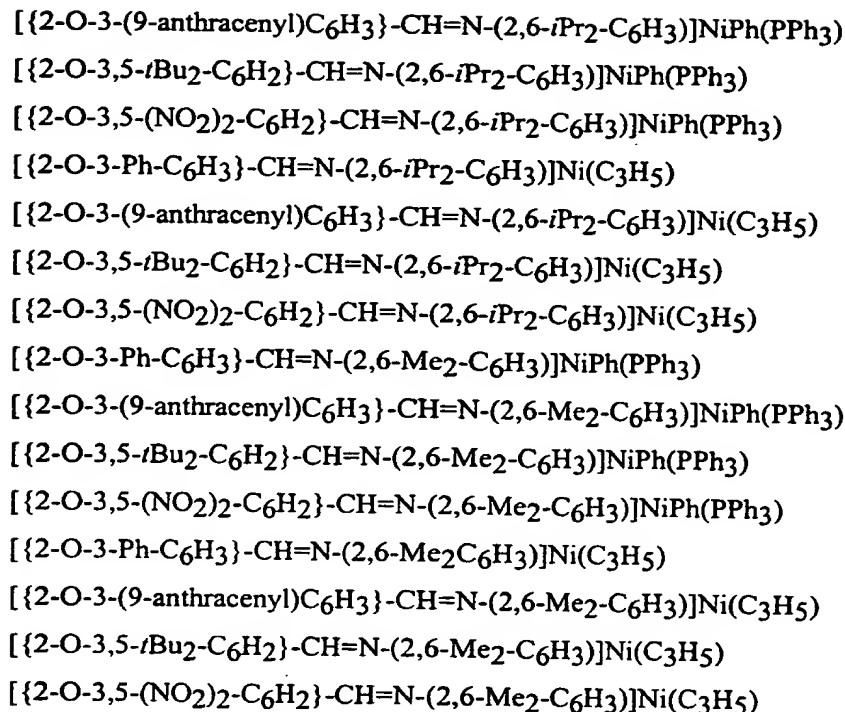 [{2-O-3-(9-anthracenyl)C6H3}-CH=N-(2,6-iPr2-C6H3)]NiPh(PPh3)
[{2-O-3,5-tBu2-C6H2}-CH=N-(2,6-iPr2-C6H3)]NiPh(PPh3)
[{2-O-3,5-(NO2)2-C6H2}-CH=N-(2,6-iPr2-C6H3)]NiPh(PPh3)
[{2-O-3-Ph-C6H3}-CH=N-(2,6-iPr2-C6H3)]Ni(C3H5)
[{2-O-3-(9-anthracenyl)C6H3}-CH=N-(2,6-iPr2-C6H3)]Ni(C3H5)
[{2-O-3,5-tBu2-C6H2}-CH=N-(2,6-iPr2-C6H3)]Ni(C3H5)
[{2-O-3,5-(NO2)2-C6H2}-CH=N-(2,6-iPr2-C6H3)]Ni(C3H5)
[{2-O-3-Ph-C6H3}-CH=N-(2,6-Me2-C6H3)]NiPh(PPh3)
[{2-O-3-(9-anthracenyl)C6H3}-CH=N-(2,6-Me2-C6H3)]NiPh(PPh3)
[{2-O-3,5-tBu2-C6H2}-CH=N-(2,6-Me2-C6H3)]NiPh(PPh3)
[{2-O-3,5-(NO2)2-C6H2}-CH=N-(2,6-Me2-C6H3)]NiPh(PPh3)
[{2-O-3-Ph-C6H3}-CH=N-(2,6-Me2C6H3)]Ni(C3H5)
[{2-O-3-(9-anthracenyl)C6H3}-CH=N-(2,6-Me2-C6H3)]Ni(C3H5)
[{2-O-3,5-tBu2-C6H2}-CH=N-(2,6-Me2-C6H3)]Ni(C3H5)
[{2-O-3,5-(NO2)2-C6H2}-CH=N-(2,6-Me2-C6H3)]Ni(C3H5)